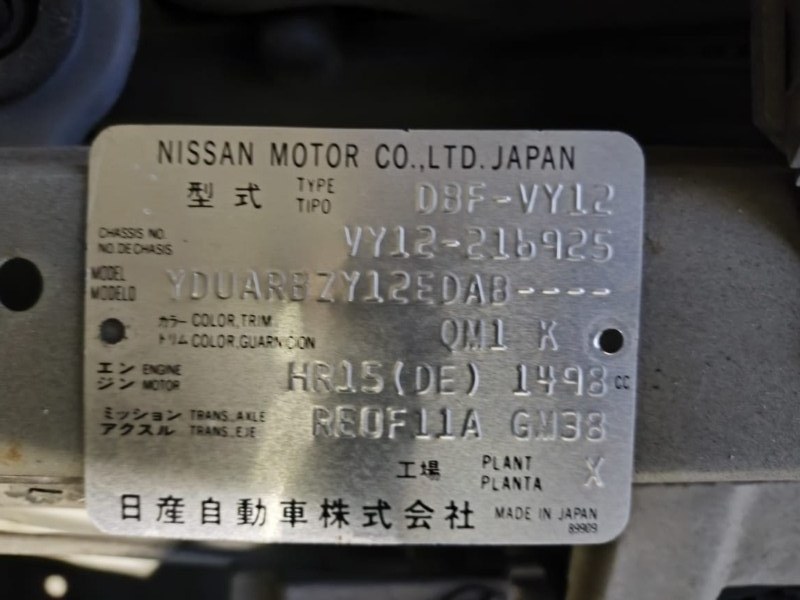 NISSAN MOTOR CO.,LTD. JAPAN
型式 TYPE TIPO DBF-VY12
CHASSIS NO. NO. DE CHASIS VY12-216925
MODEL MODELO YDUARBZY12EDAB----
カラー COLOR,TRIM
トリム COLOR,GUARNICION QM1 K
エンジン ENGINE MOTOR HR15(DE) 1498 CC
ミッション TRANS.,AXLE
アクスル TRANS.,EJE RE0F11A GM38
工場 PLANT PLANTA X
日産自動車株式会社 MADE IN JAPAN
89909